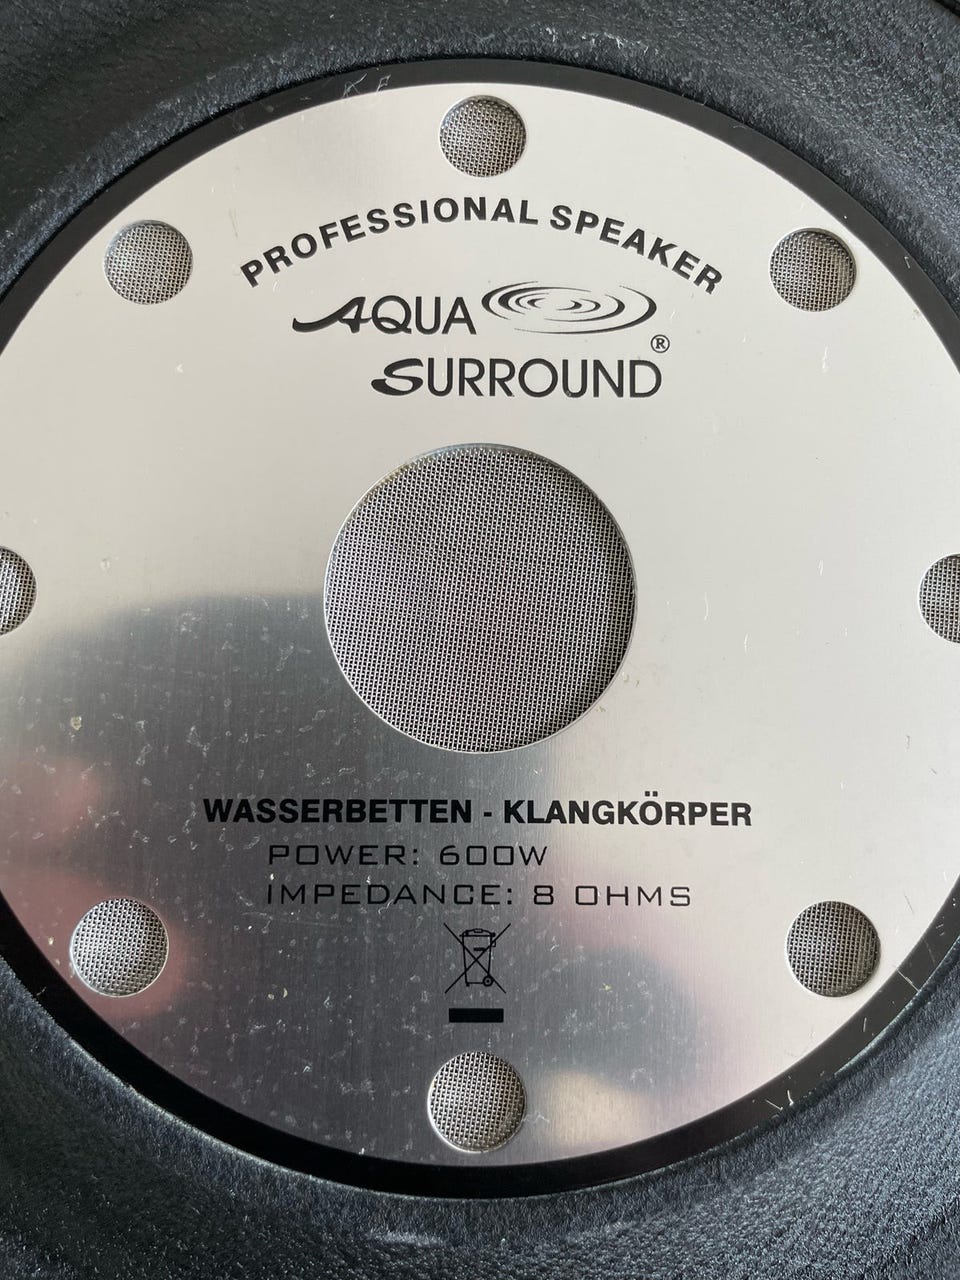 PROFESSIONAL SPEAKER
AQUA
SURROUND®
WASSERBETTEN - KLANGKÖRPER
POWER: 600W
IMPEDANCE: 8 OHMS